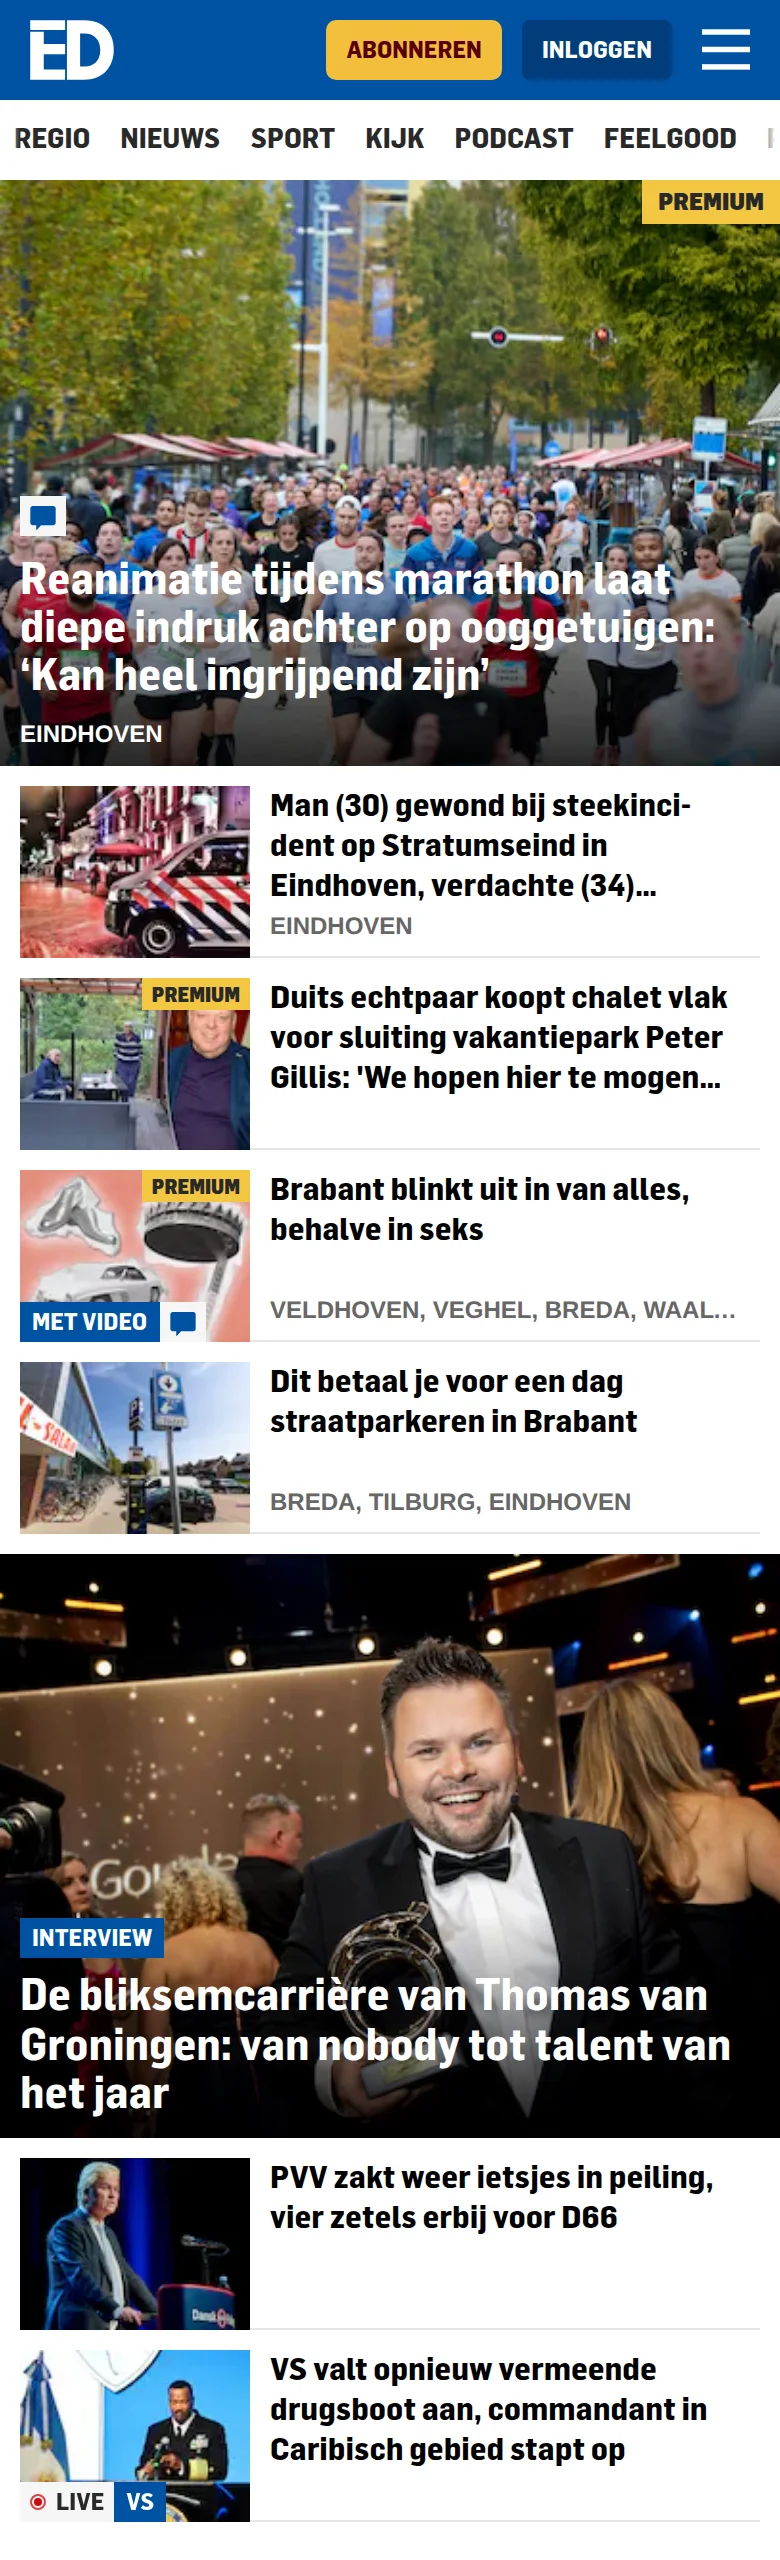 ED
ABONNEREN
INLOGGEN
REGIO NIEUWS SPORT KIJK PODCAST FEELGOOD
PREMIUM
Reanimatie tijdens marathon laat
diepe indruk achter op ooggetuigen:
‘Kan heel ingrijpend zijn’
EINDHOVEN
Man (30) gewond bij steekinci-
dent op Stratumseind in
Eindhoven, verdachte (34)...
EINDHOVEN
PREMIUM
Duits echtpaar koopt chalet vlak
voor sluiting vakantiepark Peter
Gillis: 'We hopen hier te mogen...
PREMIUM
MET VIDEO
Brabant blinkt uit in van alles,
behalve in seks
VELDHOVEN, VEGHEL, BREDA, WAAL...
Dit betaal je voor een dag
straatparkeren in Brabant
BREDA, TILBURG, EINDHOVEN
INTERVIEW
De bliksemcarrière van Thomas van
Groningen: van nobody tot talent van
het jaar
PVV zakt weer ietsjes in peiling,
vier zetels erbij voor D66
LIVE VS
VS valt opnieuw vermeende
drugsboot aan, commandant in
Caribisch gebied stapt op